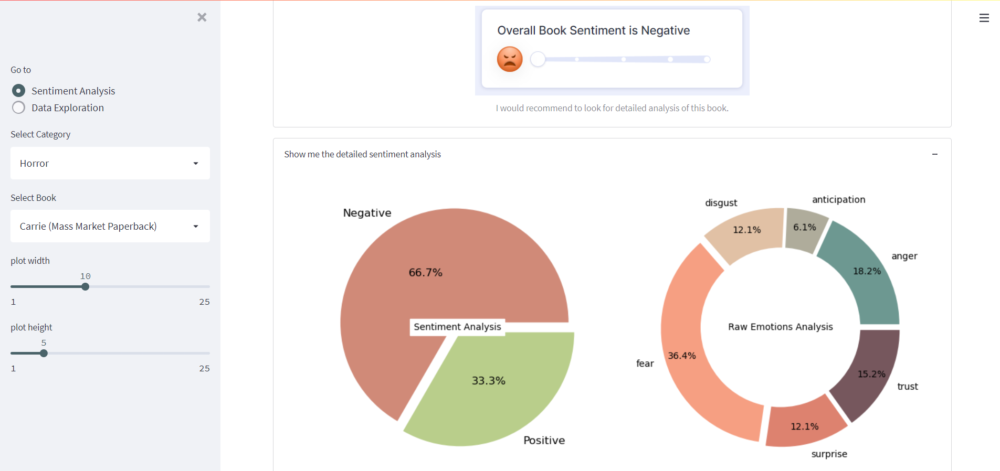 Go to
Sentiment Analysis
Data Exploration
Select Category
Horror
Select Book
Carrie (Mass Market Paperback)
plot width
10
1 25
plot height
5
1 25
Overall Book Sentiment is Negative
I would recommend to look for detailed analysis of this book.
Show me the detailed sentiment analysis
Negative
66.7%
Sentiment Analysis
33.3%
Positive
disgust
anticipation
12.1%
6.1%
anger
18.2%
Raw Emotions Analysis
fear
36.4%
15.2%
trust
12.1%
surprise